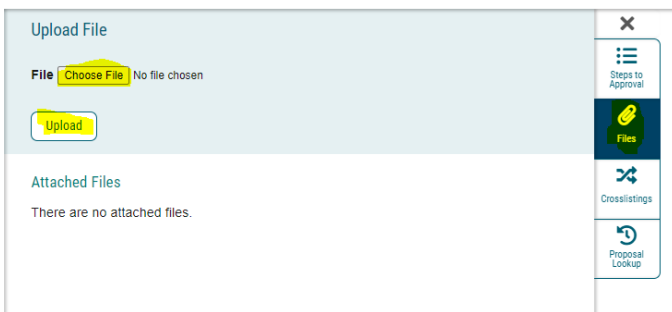 Upload File
File Choose File No file chosen
Upload
Attached Files
There are no attached files.
Steps to
Approval
Files
Crosslistings
Proposal
Lookup